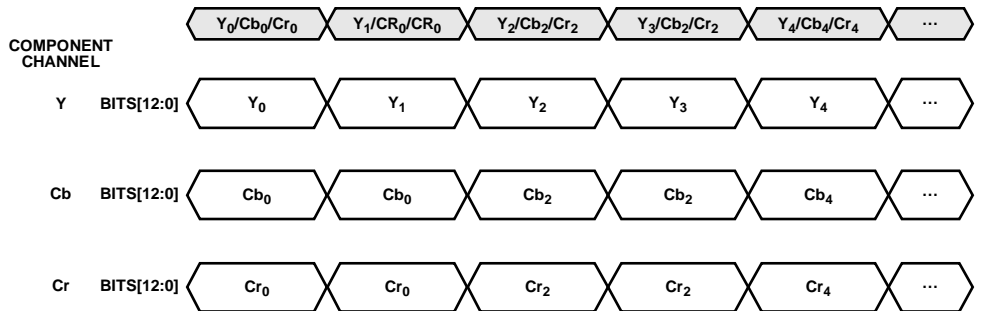 Y0/Cb0/Cr0 Y1/CR0/CR0 Y2/Cb2/Cr2 Y3/Cb2/Cr2 Y4/Cb4/Cr4 ...
COMPONENT
CHANNEL
Y BITS[12:0] Y0 Y1 Y2 Y3 Y4 ...
Cb BITS[12:0] Cb0 Cb0 Cb2 Cb2 Cb4 ...
Cr BITS[12:0] Cr0 Cr0 Cr2 Cr2 Cr4 ...